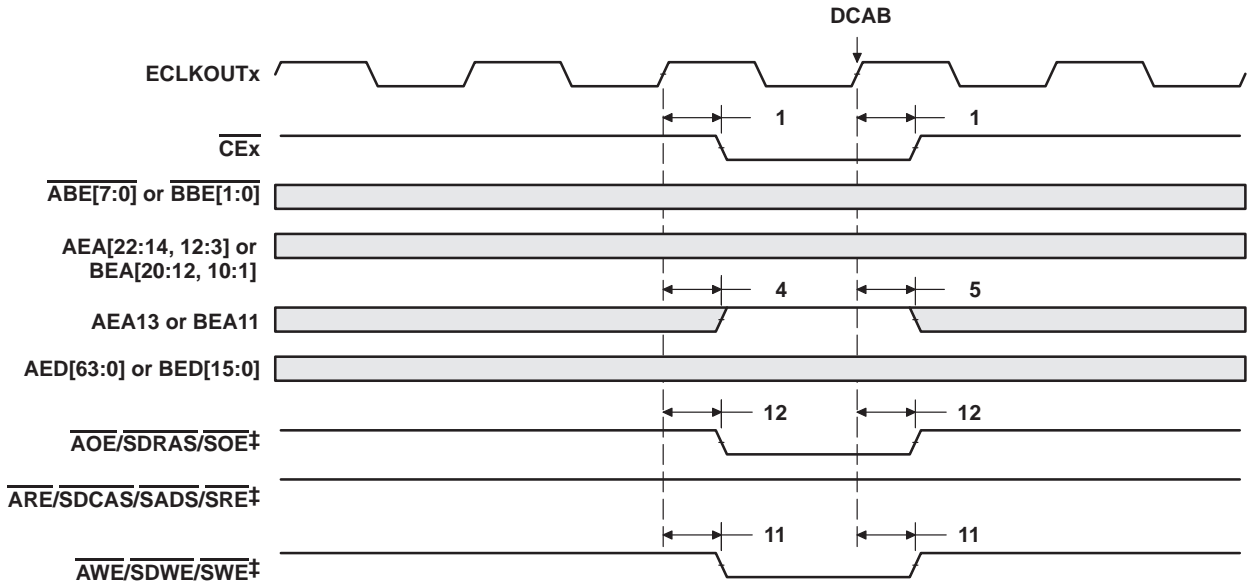 DCAB
ECLKOUTx
1 1
CEx
ABE[7:0] or BBE[1:0]
AEA[22:14, 12:3] or
BEA[20:12, 10:1]
4 5
AEA13 or BEA11
AED[63:0] or BED[15:0]
12 12
AOE/SDRAS/SOE‡
ARE/SDCAS/SADS/SRE‡
11 11
AWE/SDWE/SWE‡